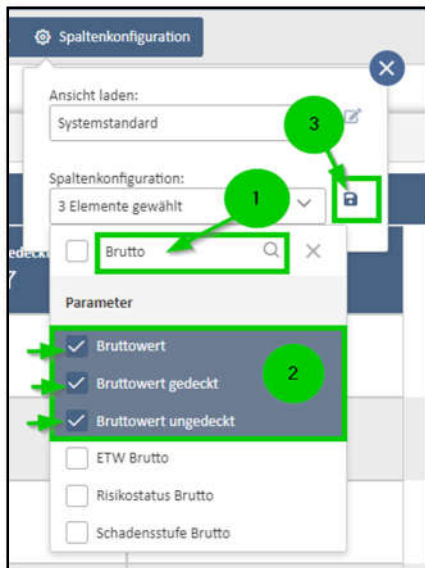 Spaltenkonfiguration
Ansicht laden:
Systemstandard
3
Spaltenkonfiguration:
3 Elemente gewählt
1
Brutto
Parameter
Bruttowert
Bruttowert gedeckt
2
Bruttowert ungedeckt
ETW Brutto
Risikostatus Brutto
Schadensstufe Brutto